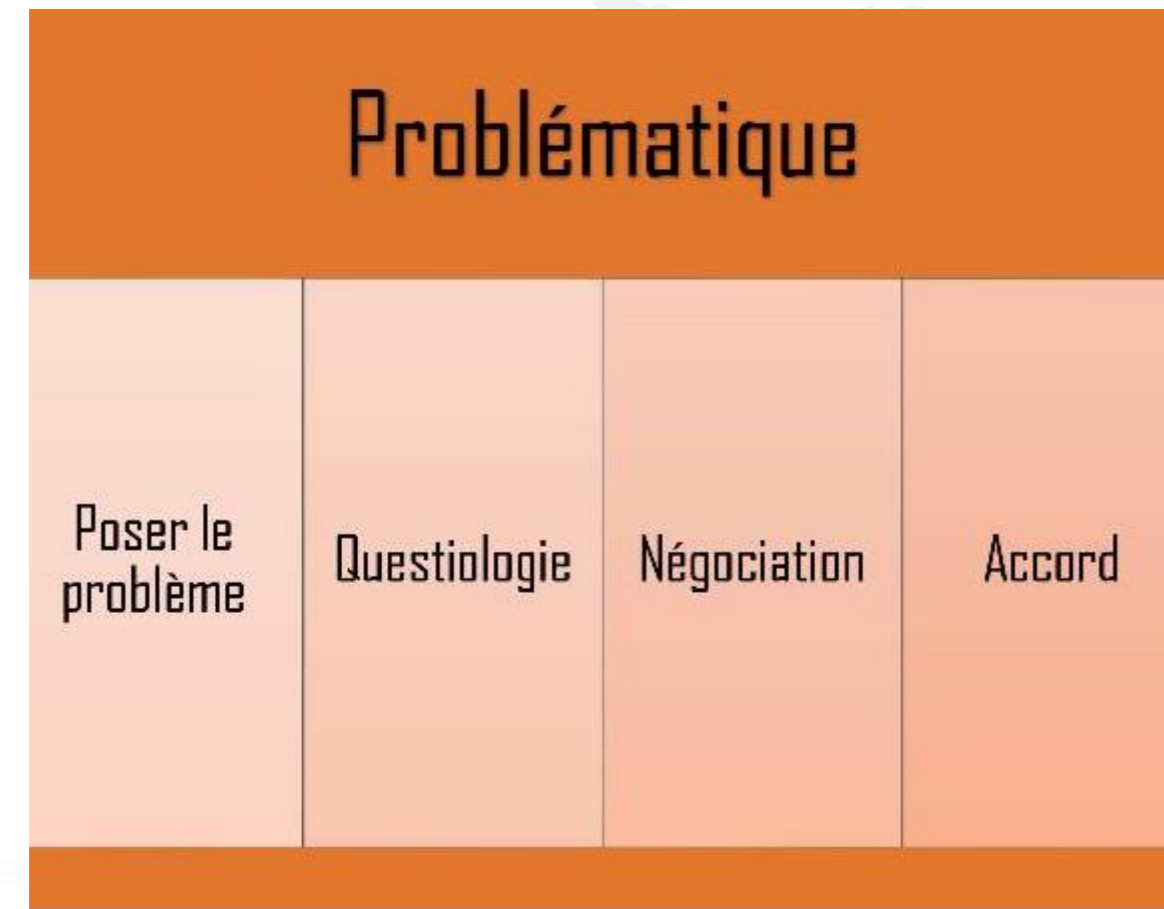 Problématique
Poser le
problème
Questiologie
Négociation
Accord